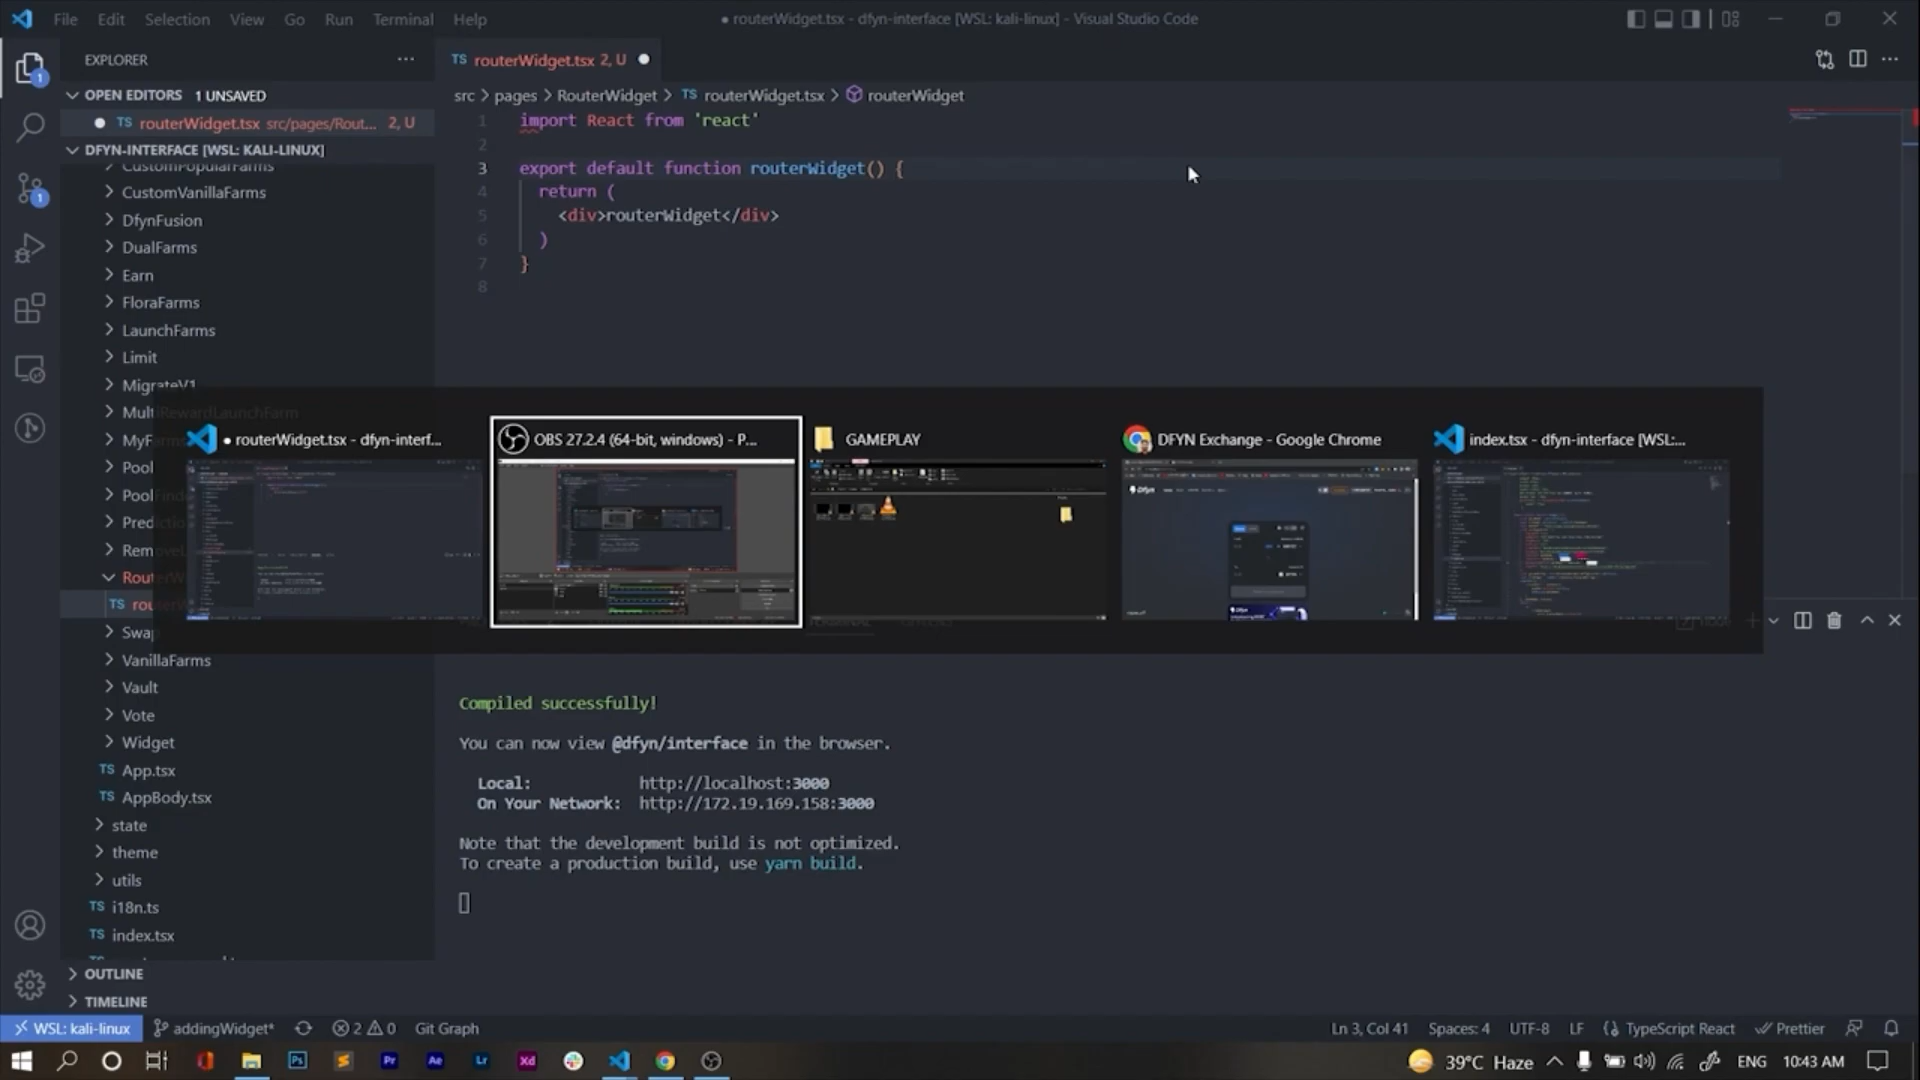 File Edit Selection View Go Run Terminal Help
● routerWidget.tsx - dfyn-interface [WSL: kali-linux] - Visual Studio Code
EXPLORER
TS routerWidget.tsx 2, U
OPEN EDITORS 1 UNSAVED
src > pages > RouterWidget > TS routerWidget.tsx > routerWidget
TS routerWidget.tsx src/pages/Rout... 2, U
DFYN-INTERFACE [WSL: KALI-LINUX]
1 import React from 'react'
2
3 export default function routerWidget() {
4 return (
5 <div>routerWidget</div>
6 )
7 }
8
CustomPopularFarms
CustomVanillaFarms
DfynFusion
DualFarms
Earn
FloraFarms
LaunchFarms
Limit
MigrateV1
MultiRewardLaunchFarm
MyFarms
Pool
● routerWidget.tsx - dfyn-interf...
OBS 27.2.4 (64-bit, windows) - P...
GAMEPLAY
DFYN Exchange - Google Chrome
index.tsx - dfyn-interface [WSL:...
Swap
VanillaFarms
Vault
Vote
Widget
TS App.tsx
TS AppBody.tsx
state
theme
utils
TS i18n.ts
TS index.tsx
OUTLINE
TIMELINE
Compiled successfully!
You can now view @dfyn/interface in the browser.
Local: http://localhost:3000
On Your Network: http://172.19.169.158:3000
Note that the development build is not optimized.
To create a production build, use yarn build.
WSL: kali-linux addingWidget* 2 0 Git Graph
Ln 3, Col 41 Spaces: 4 UTF-8 LF TypeScript React Prettier
39°C Haze ENG 10:43 AM